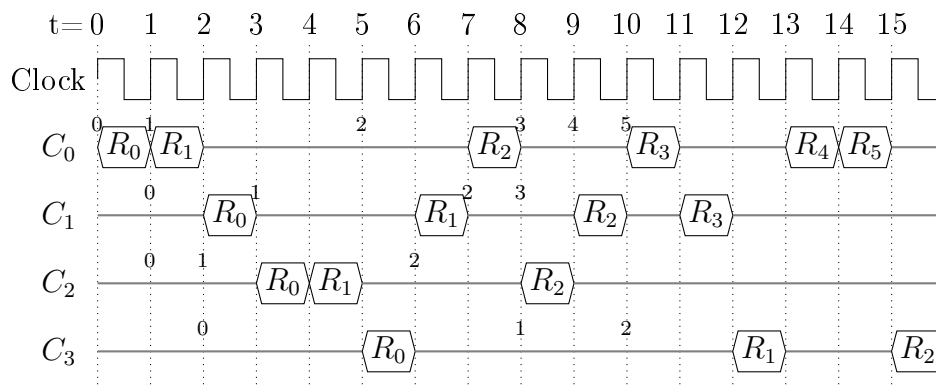 t= 0 1 2 3 4 5 6 7 8 9 10 11 12 13 14 15
Clock
0 1 2 3 4 5
C₀ R₀ R₁ R₂ R₃ R₄ R₅
0 1 2 3
C₁ R₀ R₁ R₂ R₃
0 1 2
C₂ R₀ R₁ R₂
0 1 2
C₃ R₀ R₁ R₂